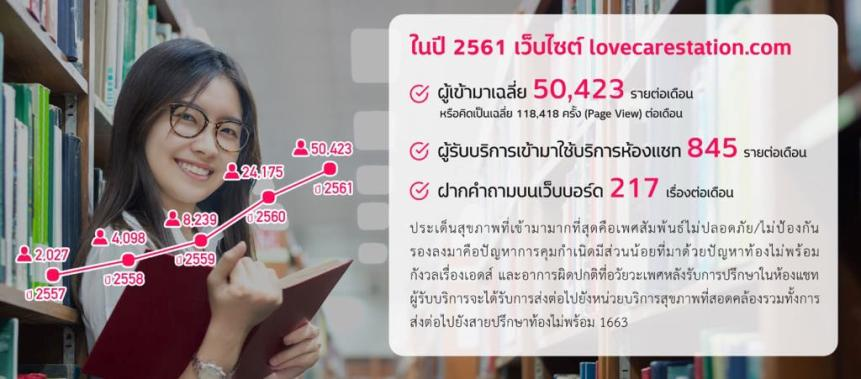 ในปี 2561 เว็บไซต์ lovecarestation.com
ผู้เข้ามาเฉลี่ย 50,423 รายต่อเดือน
หรือคิดเป็นเฉลี่ย 118,418 ครั้ง (Page View) ต่อเดือน
ผู้รับบริการเข้ามาใช้บริการห้องแชท 845 รายต่อเดือน
ฝากคำถามบนเว็บบอร์ด 217 เรื่องต่อเดือน
ประเด็นสุขภาพที่เข้ามามากที่สุดคือเพศสัมพันธ์ไม่ปลอดภัย/ไม่ป้องกัน
รองลงมาคือปัญหาการคุมกำเนิดมีส่วนน้อยที่มาด้วยปัญหาท้องไม่พร้อม
กังวลเรื่องเอดส์ และอาการผิดปกติที่อวัยวะเพศหลังรับการปรึกษาในห้องแชท
ผู้รับบริการจะได้รับการส่งต่อไปยังหน่วยบริการสุขภาพที่สอดคล้องรวมทั้งการ
ส่งต่อไปยังสายปรึกษาท้องไม่พร้อม 1663
2,027
ปี 2557
4,098
ปี 2558
8,239
ปี 2559
24,175
ปี 2560
50,423
ปี 2561